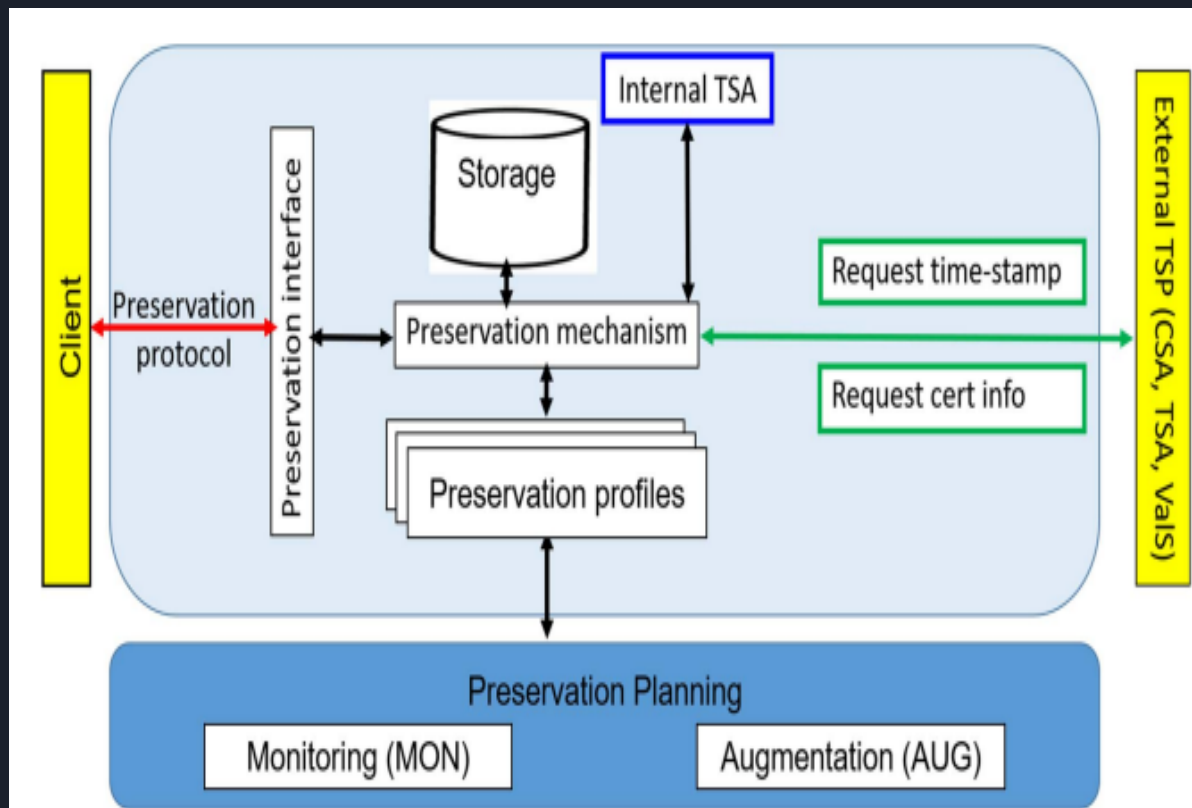 Client
Preservation
protocol
Preservation interface
Storage
Internal TSA
Preservation mechanism
Request time-stamp
Request cert info
Preservation profiles
External TSP (CSA, TSA, ValS)
Preservation Planning
Monitoring (MON)
Augmentation (AUG)